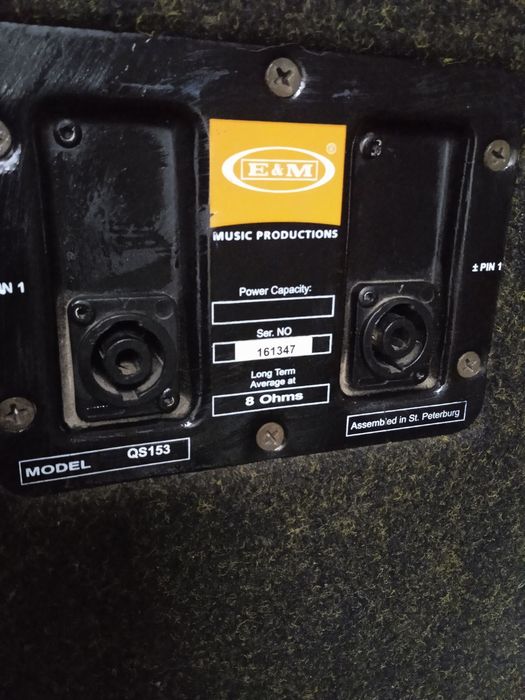 E&M
®
MUSIC PRODUCTIONS
Power Capacity:
Ser. NO
161347
Long Term
Average at
8 Ohms
N 1
± PIN 1
MODEL QS153
Assembled in St. Peterburg